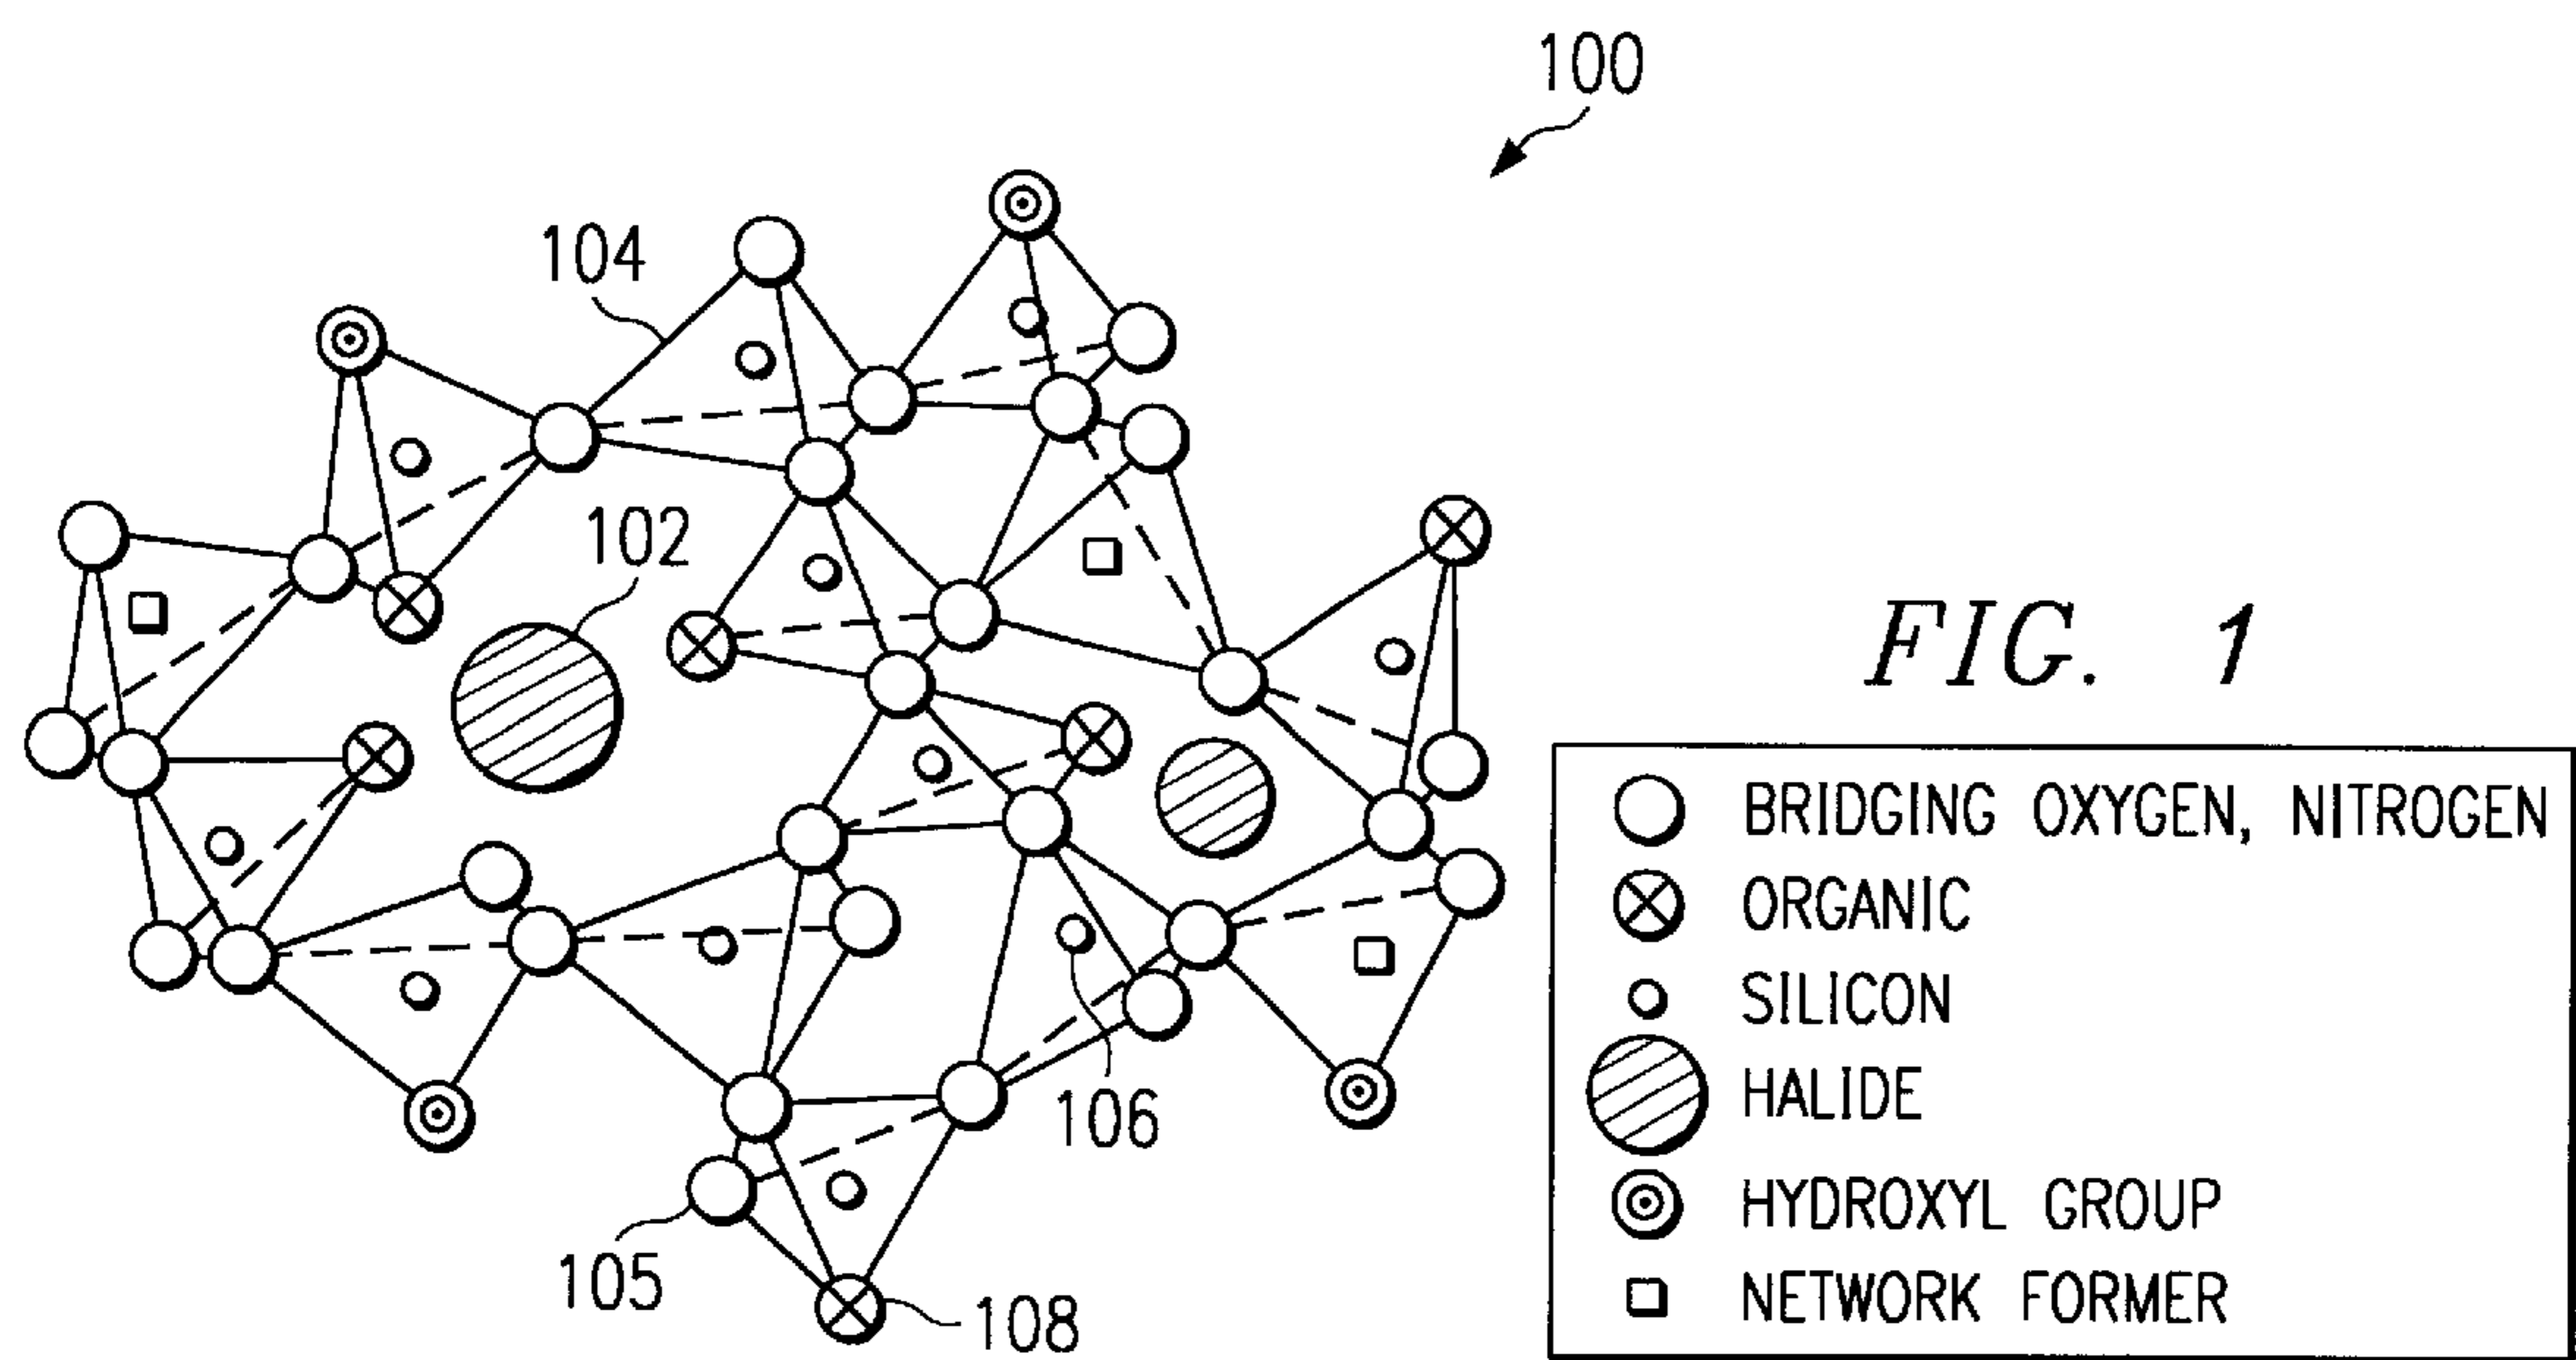 100
104
102
FIG. 1
BRIDGING OXYGEN, NITROGEN
ORGANIC
SILICON
HALIDE
HYDROXYL GROUP
NETWORK FORMER
106
105
108